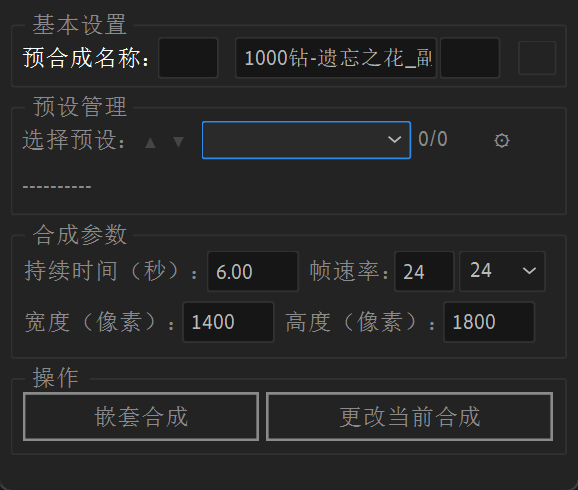 基本设置
预合成名称： 1000钻-遗忘之花_副
预设管理
选择预设： ▲ ▼ 0/0
----------
合成参数
持续时间（秒）： 6.00 帧速率： 24 24
宽度（像素）： 1400 高度（像素）： 1800
操作
嵌套合成 更改当前合成